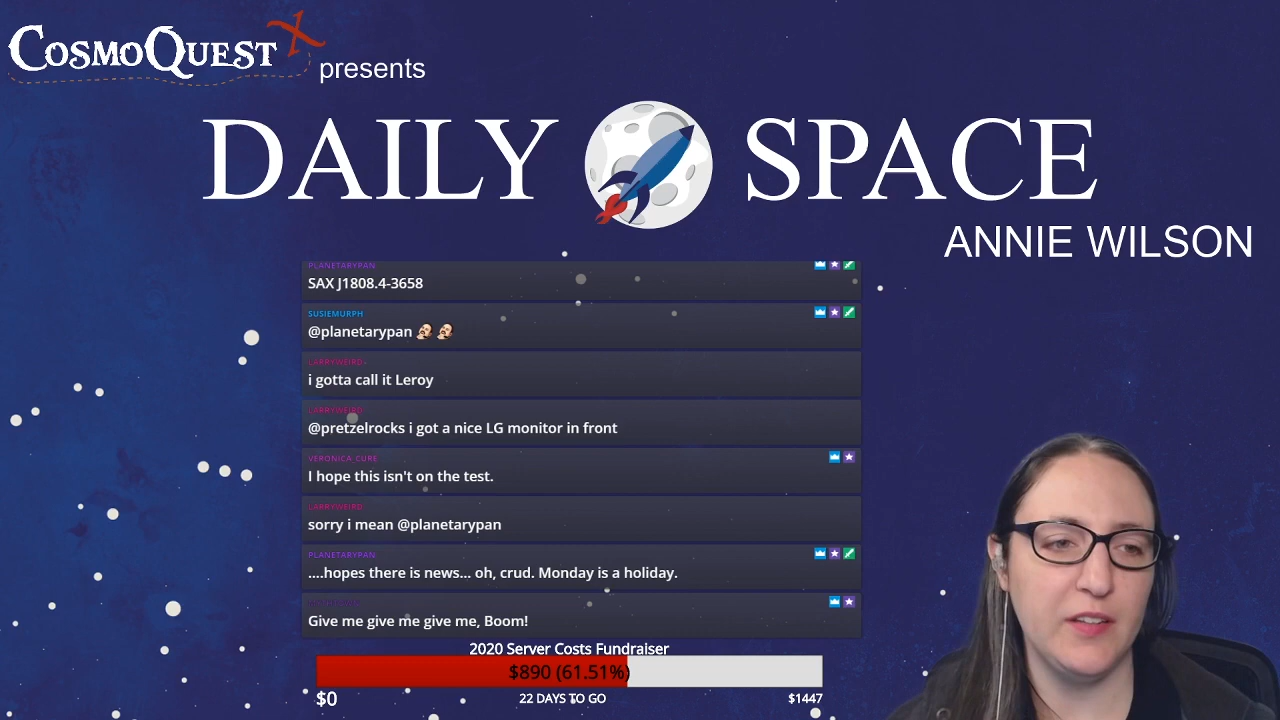 CosmoQuest X
presents
DAILY SPACE
ANNIE WILSON
PLANETARYPAN
SAX J1808.4-3658
SUSIEMURPH
@planetarypan
LARRYWEIRD
i gotta call it Leroy
LARRYWEIRD
@pretzelrocks i got a nice LG monitor in front
VERONICA_CURE
I hope this isn't on the test.
LARRYWEIRD
sorry i mean @planetarypan
PLANETARYPAN
....hopes there is news... oh, crud. Monday is a holiday.
Give me give me give me, Boom!
2020 Server Costs Fundraiser
$890 (61.51%)
$0
22 DAYS TO GO
$1447